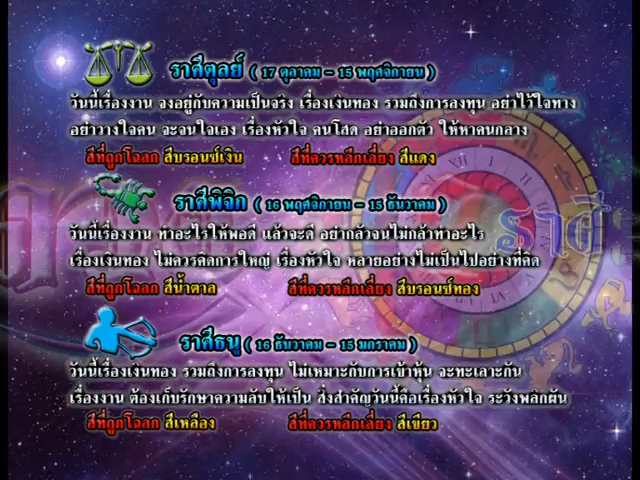 ราศีตุลย์ ( 17 ตุลาคม - 15 พฤศจิกายน )
วันนี้เรื่องงาน จงอยู่กับความเป็นจริง เรื่องเงินทอง รวมถึงการลงทุน อย่าไว้ใจทาง
อย่าวางใจคน จะจนใจเอง เรื่องหัวใจ คนโสด อย่าออกตัว ให้หาคนกลาง
สีที่ถูกโฉลก สีบรอนซ์เงิน สีที่ควรหลีกเลี่ยง สีแดง
ราศีพิจิก ( 16 พฤศจิกายน - 15 ธันวาคม )
วันนี้เรื่องงาน ทำอะไรให้พอดี แล้วจะดี อย่ากลัวจนไม่กล้าทำอะไร
เรื่องเงินทอง ไม่ควรคิดการใหญ่ เรื่องหัวใจ หลายอย่างไม่เป็นไปอย่างที่คิด
สีที่ถูกโฉลก สีน้ำตาล สีที่ควรหลีกเลี่ยง สีบรอนซ์ทอง
ราศีธนู ( 16 ธันวาคม - 15 มกราคม )
วันนี้เรื่องเงินทอง รวมถึงการลงทุน ไม่เหมาะกับการเข้าหุ้น จะทะเลาะกัน
เรื่องงาน ต้องเก็บรักษาความลับให้เป็น สิ่งสำคัญวันนี้คือเรื่องหัวใจ ระวังพลิกผัน
สีที่ถูกโฉลก สีเหลือง สีที่ควรหลีกเลี่ยง สีเขียว
ราศี